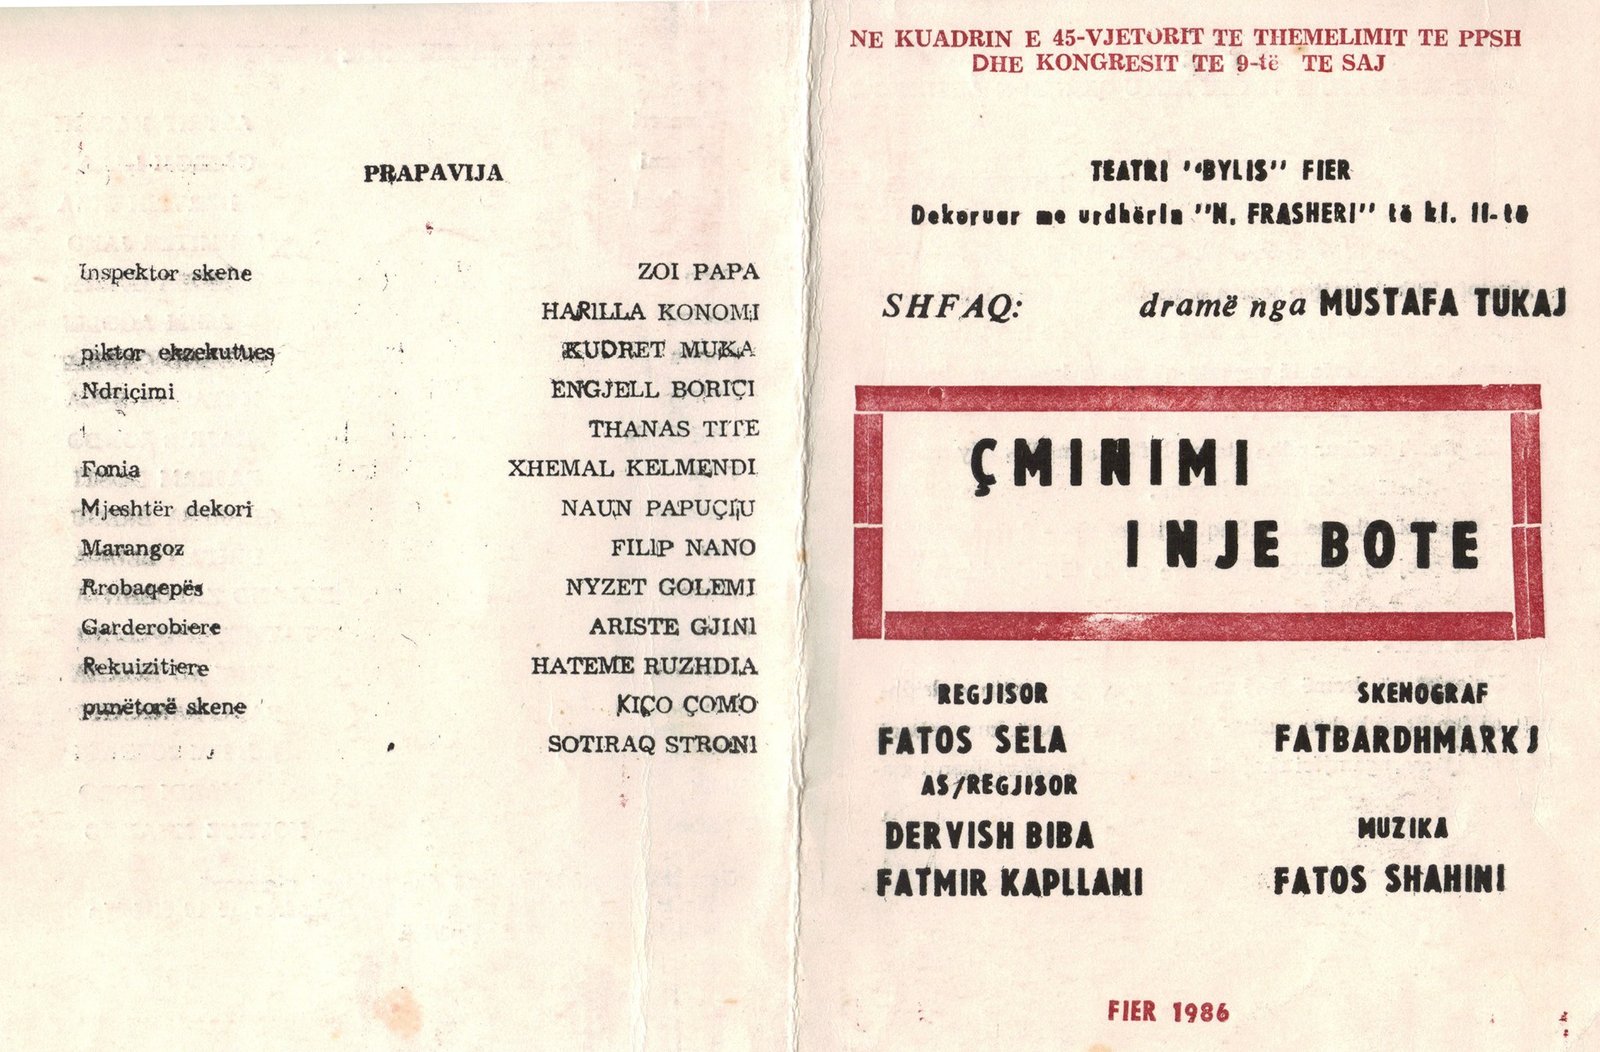 PRAPAVIJA
Inspektor skene ZOI PAPA
HARILLA KONOMI
piktor ekzekutues KUDRET MUKA
Ndriçimi ENGJELL BORIÇI
THANAS TITE
Fonia XHEMAL KELMENDI
Mjeshtër dekori NAUN PAPUÇIU
Marangoz FILIP NANO
Rrobaqepës NYZET GOLEMI
Garderobiere ARISTE GJINI
Rekuizitiere HATEME RUZHDIA
punëtorë skene KIÇO ÇOMO
SOTIRAQ STRONI
NE KUADRIN E 45-VJETORIT TE THEMELIMIT TE PPSH
DHE KONGRESIT TE 9-të TE SAJ
TEATRI "BYLIS" FIER
Dekoruar me urdhërin "N. FRASHERI" të kl. II-të
SHFAQ: dramë nga MUSTAFA TUKAJ
ÇMINIMI
I NJE BOTE
REGJISOR SKENOGRAF
FATOS SELA FATBARDHMARKJ
AS/REGJISOR
DERVISH BIBA MUZIKA
FATMIR KAPLLANI FATOS SHAHINI
FIER 1986